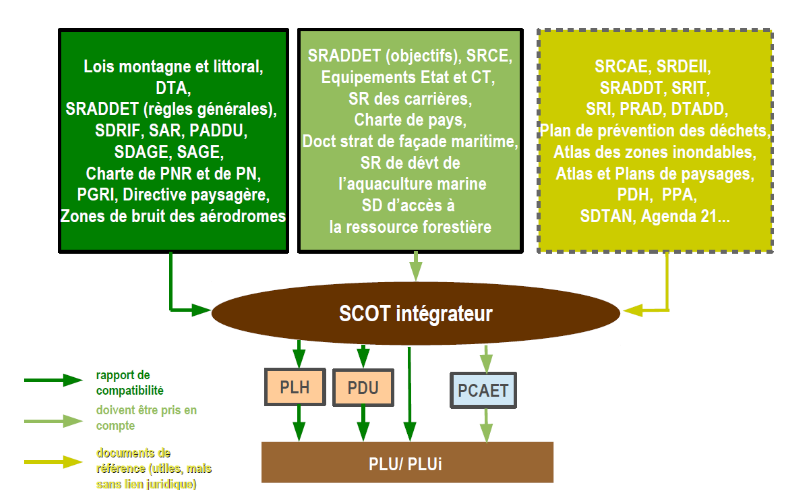 Lois montagne et littoral,
DTA,
SRADDET (règles générales),
SDRIF, SAR, PADDU,
SDAGE, SAGE,
Charte de PNR et de PN,
PGRI, Directive paysagère,
Zones de bruit des aérodromes
SRADDET (objectifs), SRCE,
Equipements Etat et CT,
SR des carrières,
Charte de pays,
Doct strat de façade maritime,
SR de dévt de
l'aquaculture marine
SD d'accès à
la ressource forestière
SRCAE, SRDEII,
SRADDT, SRIT,
SRI, PRAD, DTADD,
Plan de prévention des déchets,
Atlas des zones inondables,
Atlas et Plans de paysages,
PDH, PPA,
SDTAN, Agenda 21...
SCOT intégrateur
PLH
PDU
PCAET
PLU/ PLUi
rapport de
compatibilité
doivent être pris en
compte
documents de
référence (utiles, mais
sans lien juridique)